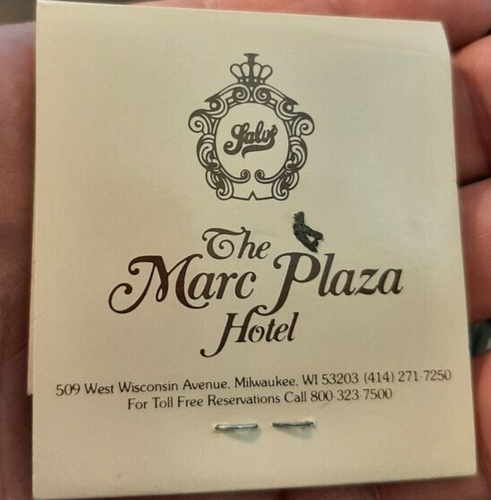 Salvé
The
Marc Plaza
Hotel
509 West Wisconsin Avenue, Milwaukee, WI 53203 (414) 271-7250
For Toll Free Reservations Call 800-323-7500